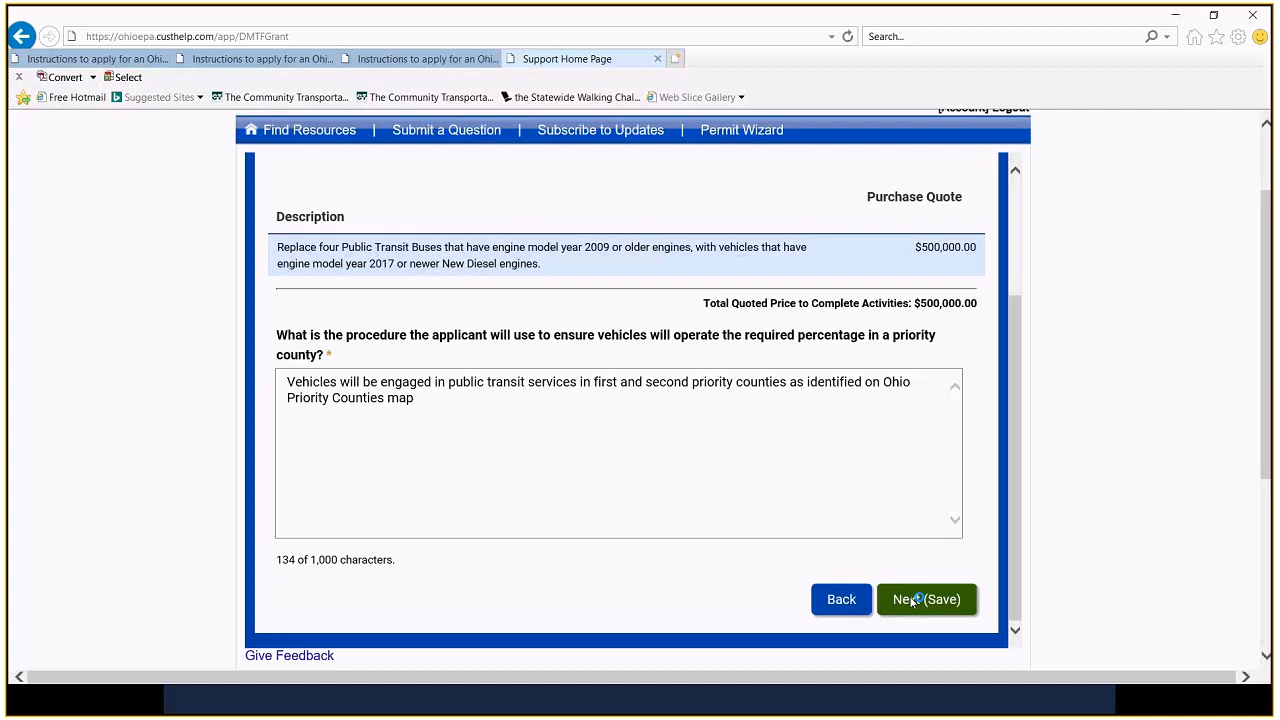 https://ohioepa.custhelp.com/app/DMTFGrant
Search...
Instructions to apply for an Ohi...
Instructions to apply for an Ohi...
Instructions to apply for an Ohi...
Support Home Page
Convert
Select
Free Hotmail
Suggested Sites
The Community Transporta...
The Community Transporta...
the Statewide Walking Chal...
Web Slice Gallery
[Account] Logout
Find Resources | Submit a Question | Subscribe to Updates | Permit Wizard
Purchase Quote
Description
Replace four Public Transit Buses that have engine model year 2009 or older engines, with vehicles that have
$500,000.00
engine model year 2017 or newer New Diesel engines.
Total Quoted Price to Complete Activities: $500,000.00
What is the procedure the applicant will use to ensure vehicles will operate the required percentage in a priority
county? *
Vehicles will be engaged in public transit services in first and second priority counties as identified on Ohio
Priority Counties map
134 of 1,000 characters.
Back
Next (Save)
Give Feedback